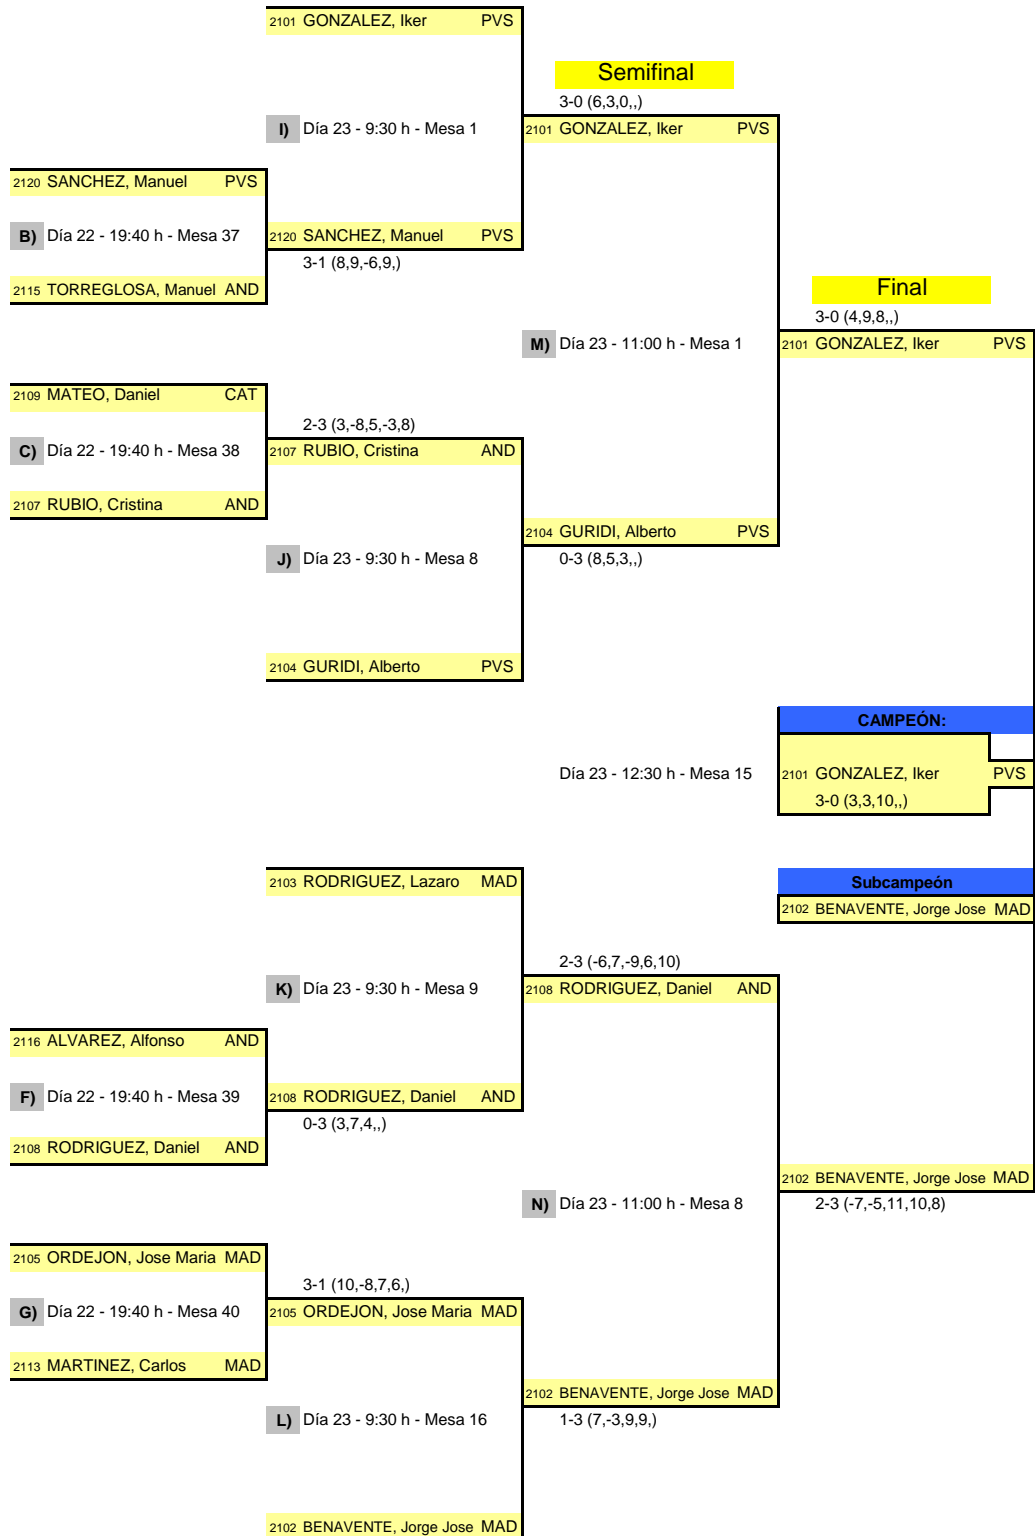 2101 GONZALEZ, Iker PVS
Semifinal
3-0 (6,3,0,,)
I) Día 23 - 9:30 h - Mesa 1
2101 GONZALEZ, Iker PVS
2120 SANCHEZ, Manuel PVS
B) Día 22 - 19:40 h - Mesa 37
2120 SANCHEZ, Manuel PVS
3-1 (8,9,-6,9,)
2115 TORREGLOSA, Manuel AND
Final
3-0 (4,9,8,,)
M) Día 23 - 11:00 h - Mesa 1
2101 GONZALEZ, Iker PVS
2109 MATEO, Daniel CAT
2-3 (3,-8,5,-3,8)
C) Día 22 - 19:40 h - Mesa 38
2107 RUBIO, Cristina AND
2107 RUBIO, Cristina AND
2104 GURIDI, Alberto PVS
J) Día 23 - 9:30 h - Mesa 8
0-3 (8,5,3,,)
2104 GURIDI, Alberto PVS
CAMPEÓN:
Día 23 - 12:30 h - Mesa 15
2101 GONZALEZ, Iker PVS
3-0 (3,3,10,,)
2103 RODRIGUEZ, Lazaro MAD
Subcampeón
2102 BENAVENTE, Jorge Jose MAD
2-3 (-6,7,-9,6,10)
K) Día 23 - 9:30 h - Mesa 9
2108 RODRIGUEZ, Daniel AND
2116 ALVAREZ, Alfonso AND
F) Día 22 - 19:40 h - Mesa 39
2108 RODRIGUEZ, Daniel AND
0-3 (3,7,4,,)
2108 RODRIGUEZ, Daniel AND
2102 BENAVENTE, Jorge Jose MAD
N) Día 23 - 11:00 h - Mesa 8
2-3 (-7,-5,11,10,8)
2105 ORDEJON, Jose Maria MAD
3-1 (10,-8,7,6,)
G) Día 22 - 19:40 h - Mesa 40
2105 ORDEJON, Jose Maria MAD
2113 MARTINEZ, Carlos MAD
2102 BENAVENTE, Jorge Jose MAD
L) Día 23 - 9:30 h - Mesa 16
1-3 (7,-3,9,9,)
2102 BENAVENTE, Jorge Jose MAD